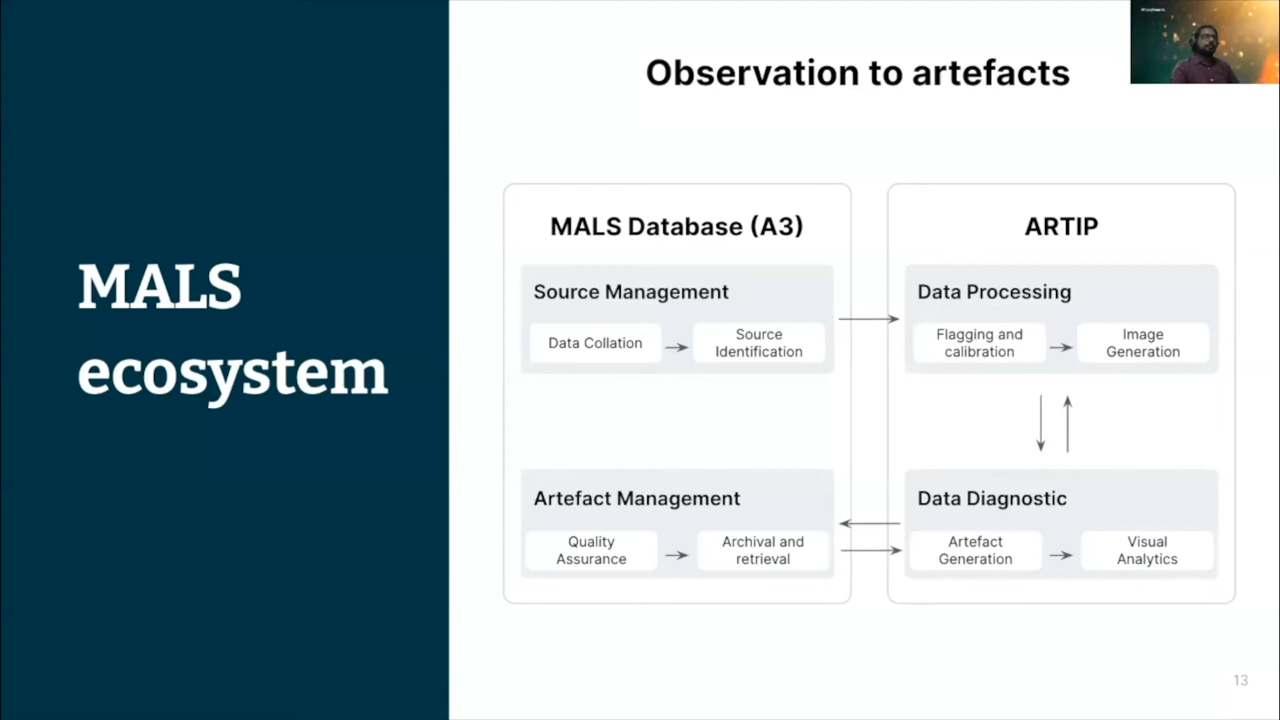 Observation to artefacts
MALS
ecosystem
MALS Database (A3)
Source Management
Data Collation
Source
Identification
Artefact Management
Quality
Assurance
Archival and
retrieval
ARTIP
Data Processing
Flagging and
calibration
Image
Generation
Data Diagnostic
Artefact
Generation
Visual
Analytics
13